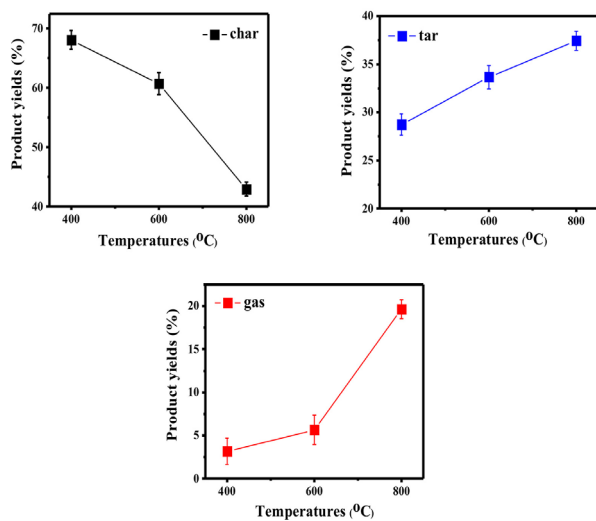 char
Product yields (%)
70
60
50
40
400 600 800
Temperatures (⁰C)
tar
Product yields (%)
40
35
30
25
20
400 600 800
Temperatures (⁰C)
gas
Product yields (%)
20
15
10
5
0
400 600 800
Temperatures (⁰C)